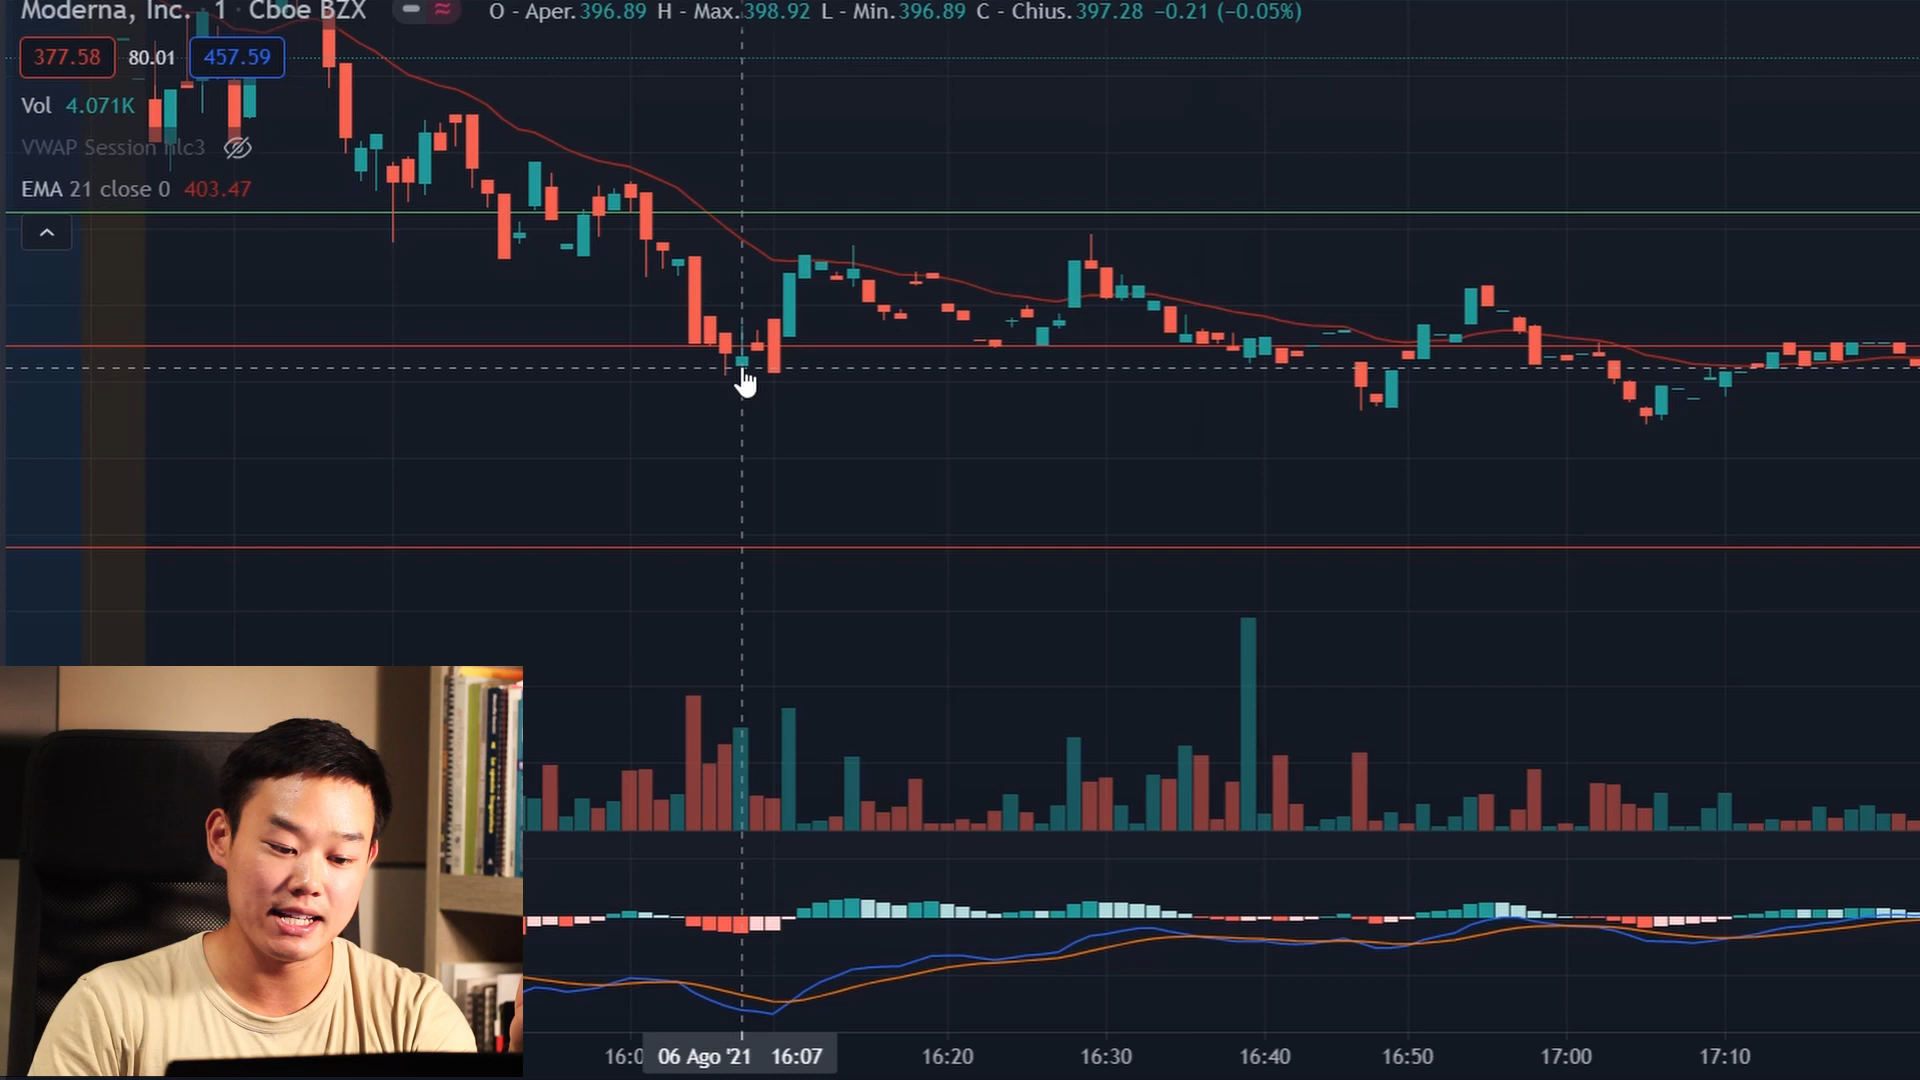 Moderna, Inc. · 1 · Cboe BZX
O - Aper.396.89 H - Max.398.92 L - Min.396.89 C - Chius.397.28 −0.21 (−0.05%)
377.58 80.01 457.59
Vol 4.071K
VWAP Session hlc3
EMA 21 close 0 403.47
06 Ago '21 16:07 16:20 16:30 16:40 16:50 17:00 17:10